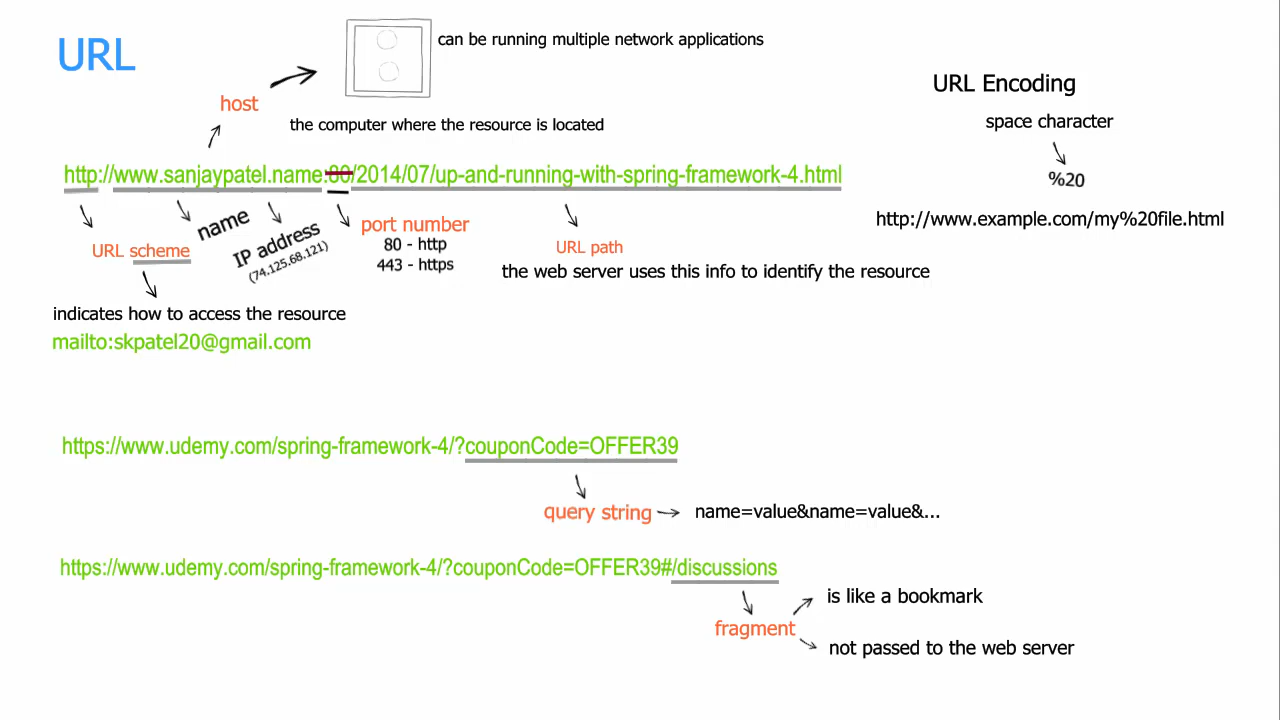 URL
can be running multiple network applications
host
the computer where the resource is located
http://www.sanjaypatel.name:80/2014/07/up-and-running-with-spring-framework-4.html
URL scheme
name
IP address
(74.125.68.121)
port number
80 - http
443 - https
URL path
the web server uses this info to identify the resource
indicates how to access the resource
mailto:skpatel20@gmail.com
URL Encoding
space character
%20
http://www.example.com/my%20file.html
https://www.udemy.com/spring-framework-4/?couponCode=OFFER39
query string
name=value&name=value&...
https://www.udemy.com/spring-framework-4/?couponCode=OFFER39#/discussions
fragment
is like a bookmark
not passed to the web server